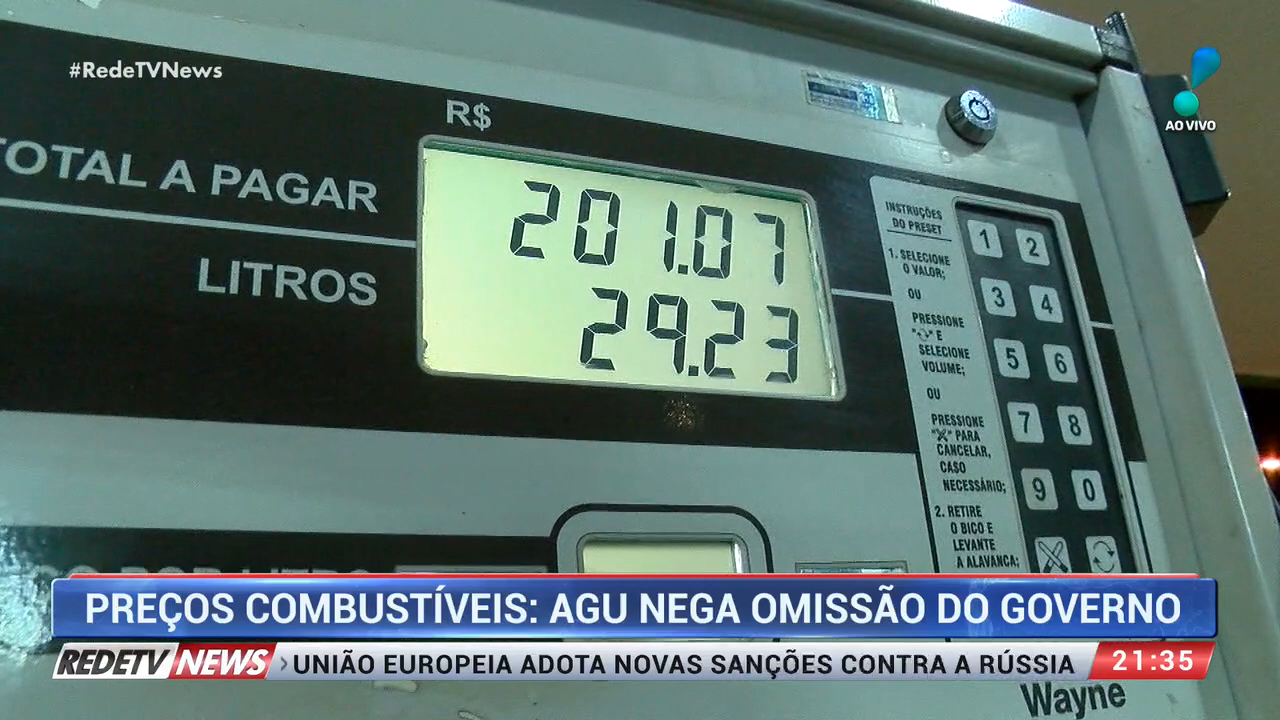 #RedeTVNews
AO VIVO
R$
TOTAL A PAGAR
201.07
LITROS
29.23
INSTRUÇÕES
DO PRESET
1. SELECIONE
O VALOR;
OU
PRESSIONE
" " E
SELECIONE
VOLUME;
OU
PRESSIONE
" " PARA
CANCELAR,
CASO
NECESSÁRIO;
2. RETIRE
O BICO E
LEVANTE
A ALAVANCA;
1 2
3 4
5 6
7 8
9 0
PREÇOS COMBUSTÍVEIS: AGU NEGA OMISSÃO DO GOVERNO
REDETV NEWS › UNIÃO EUROPEIA ADOTA NOVAS SANÇÕES CONTRA A RÚSSIA 21:35
Wayne